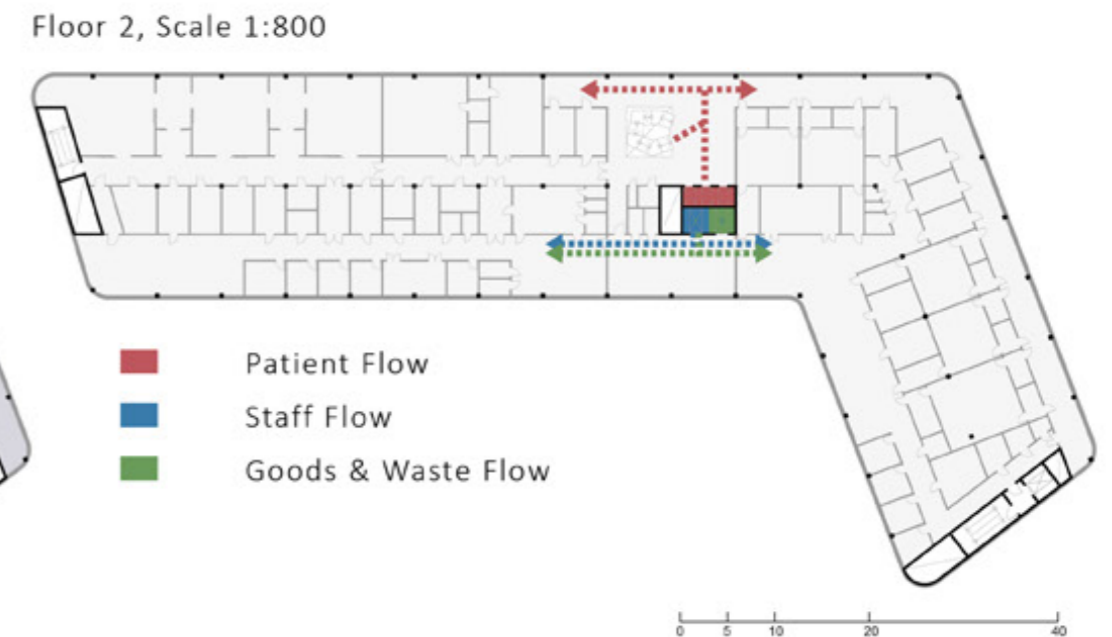 Floor 2, Scale 1:800
Patient Flow
Staff Flow
Goods & Waste Flow
0 5 10 20 40